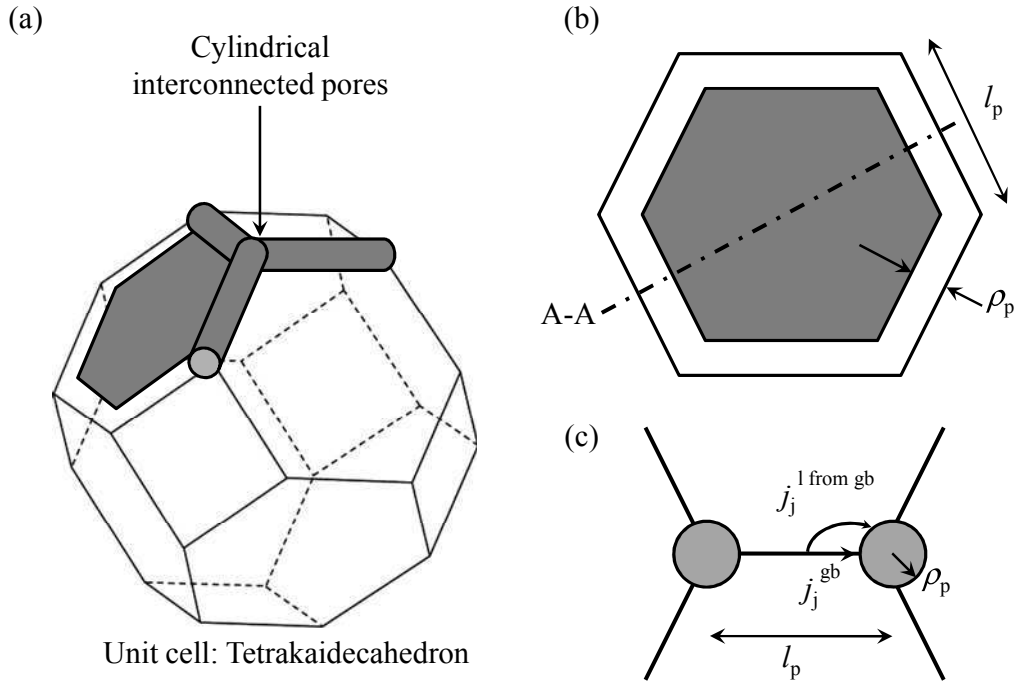 (a)
Cylindrical
interconnected pores
Unit cell: Tetrakaidecahedron
(b)
l_p
A-A
ρ_p
(c)
j_j^{l from gb}
j_j^{gb}
ρ_p
l_p